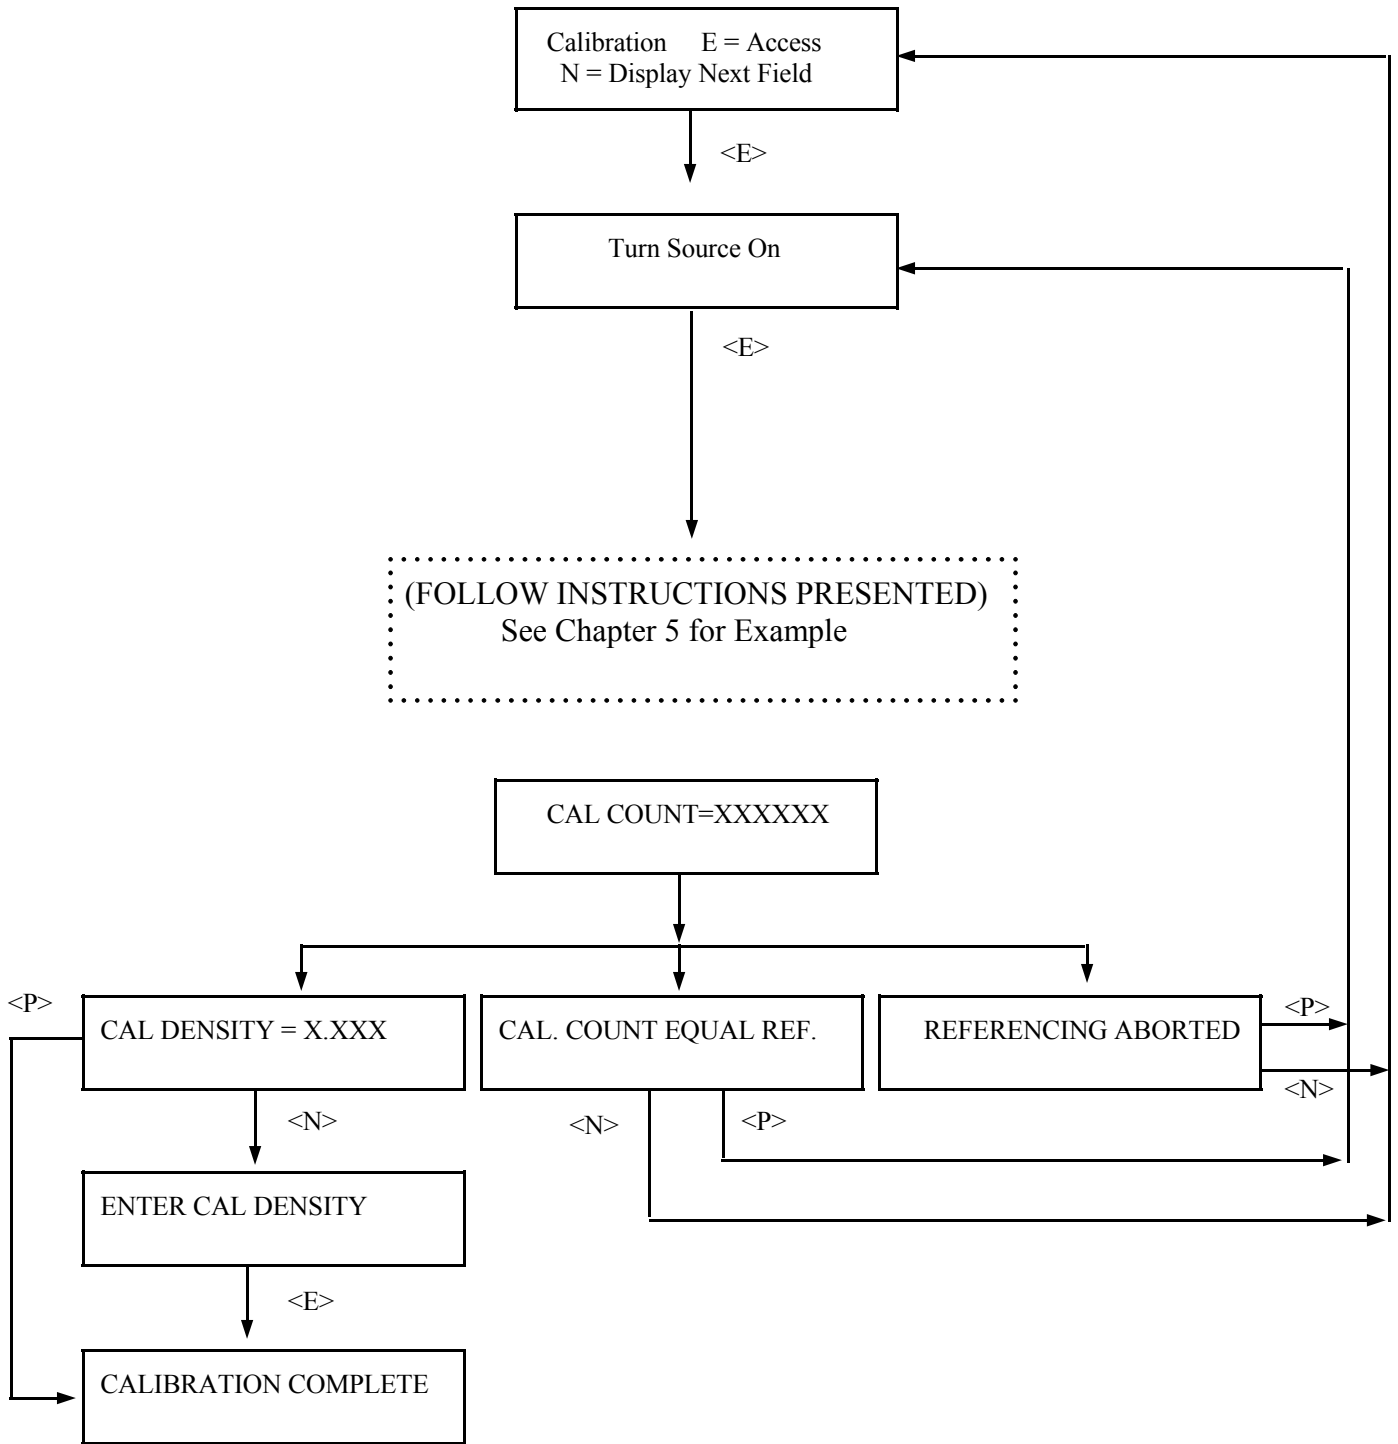 Calibration E = Access
N = Display Next Field
<E>
Turn Source On
<E>
(FOLLOW INSTRUCTIONS PRESENTED)
See Chapter 5 for Example
CAL COUNT=XXXXXX
<P>
CAL DENSITY = X.XXX
CAL. COUNT EQUAL REF.
REFERENCING ABORTED
<P>
<N>
<N>
<N>
<P>
ENTER CAL DENSITY
<E>
CALIBRATION COMPLETE